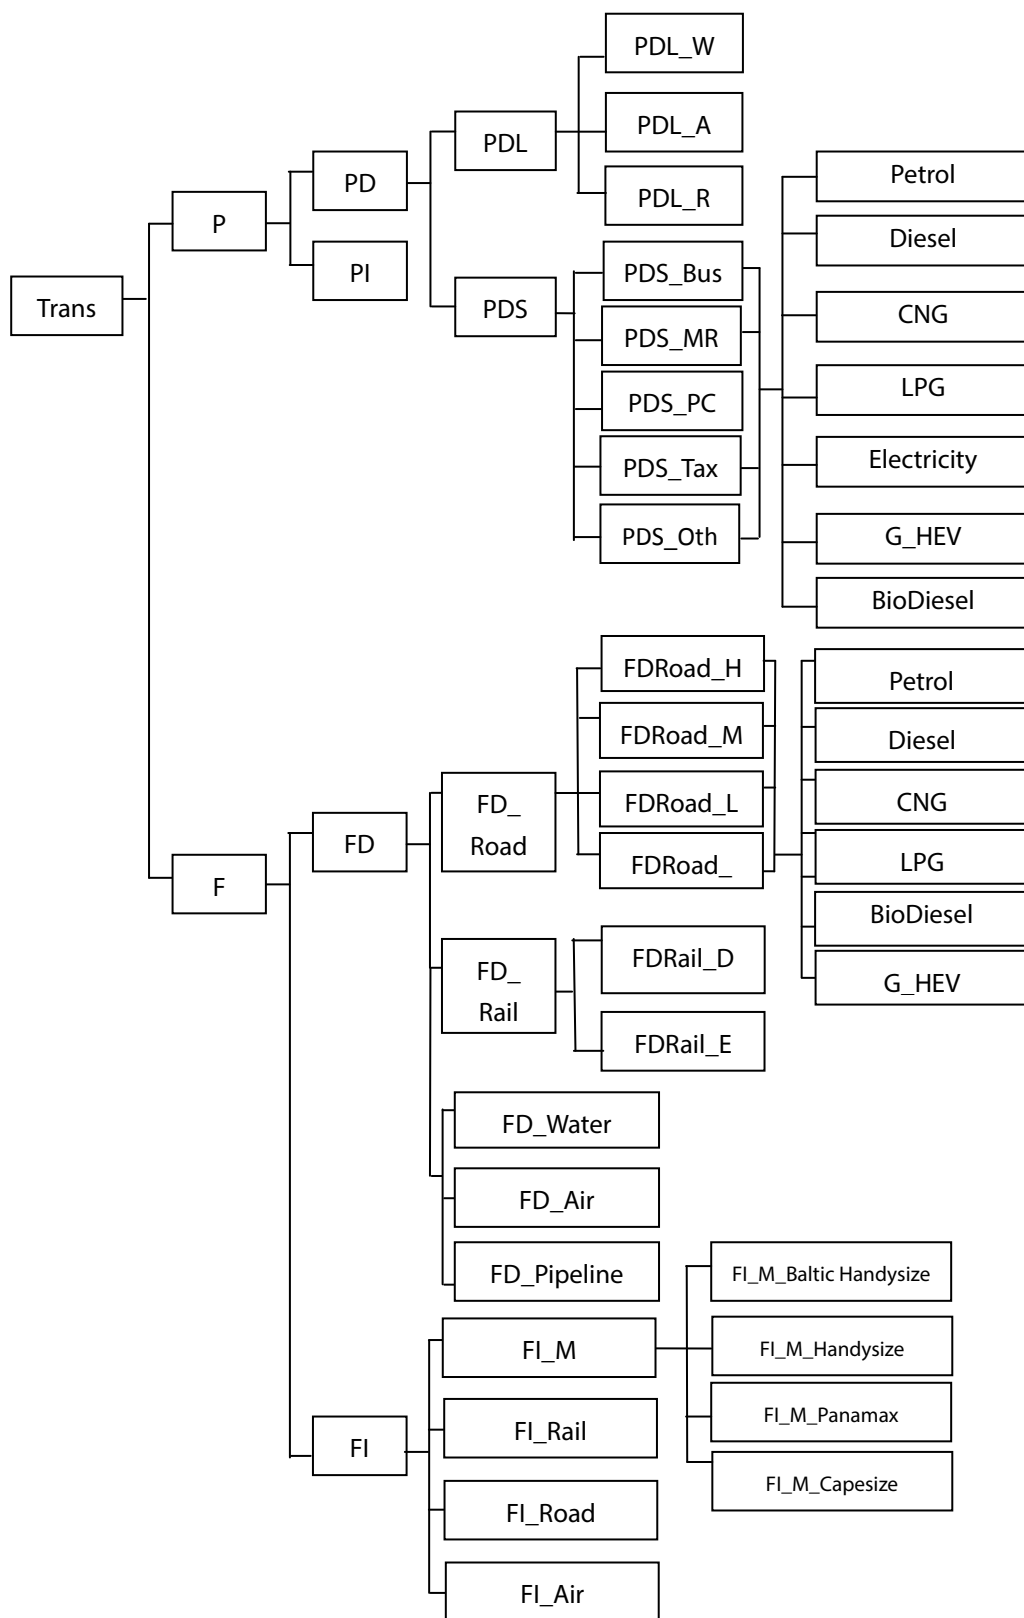 Trans
P
PD
PI
PDL
PDL_W
PDL_A
PDL_R
PDS
PDS_Bus
PDS_MR
PDS_PC
PDS_Tax
PDS_Oth
Petrol
Diesel
CNG
LPG
Electricity
G_HEV
BioDiesel
F
FD
FD_
Road
FDRoad_H
FDRoad_M
FDRoad_L
FDRoad_
Petrol
Diesel
CNG
LPG
BioDiesel
G_HEV
FD_
Rail
FDRail_D
FDRail_E
FD_Water
FD_Air
FD_Pipeline
FI
FI_M
FI_M_Baltic Handysize
FI_M_Handysize
FI_M_Panamax
FI_M_Capesize
FI_Rail
FI_Road
FI_Air